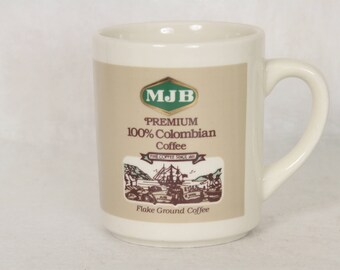 MJB
PREMIUM
100% Colombian
Coffee
Flake Ground Coffee